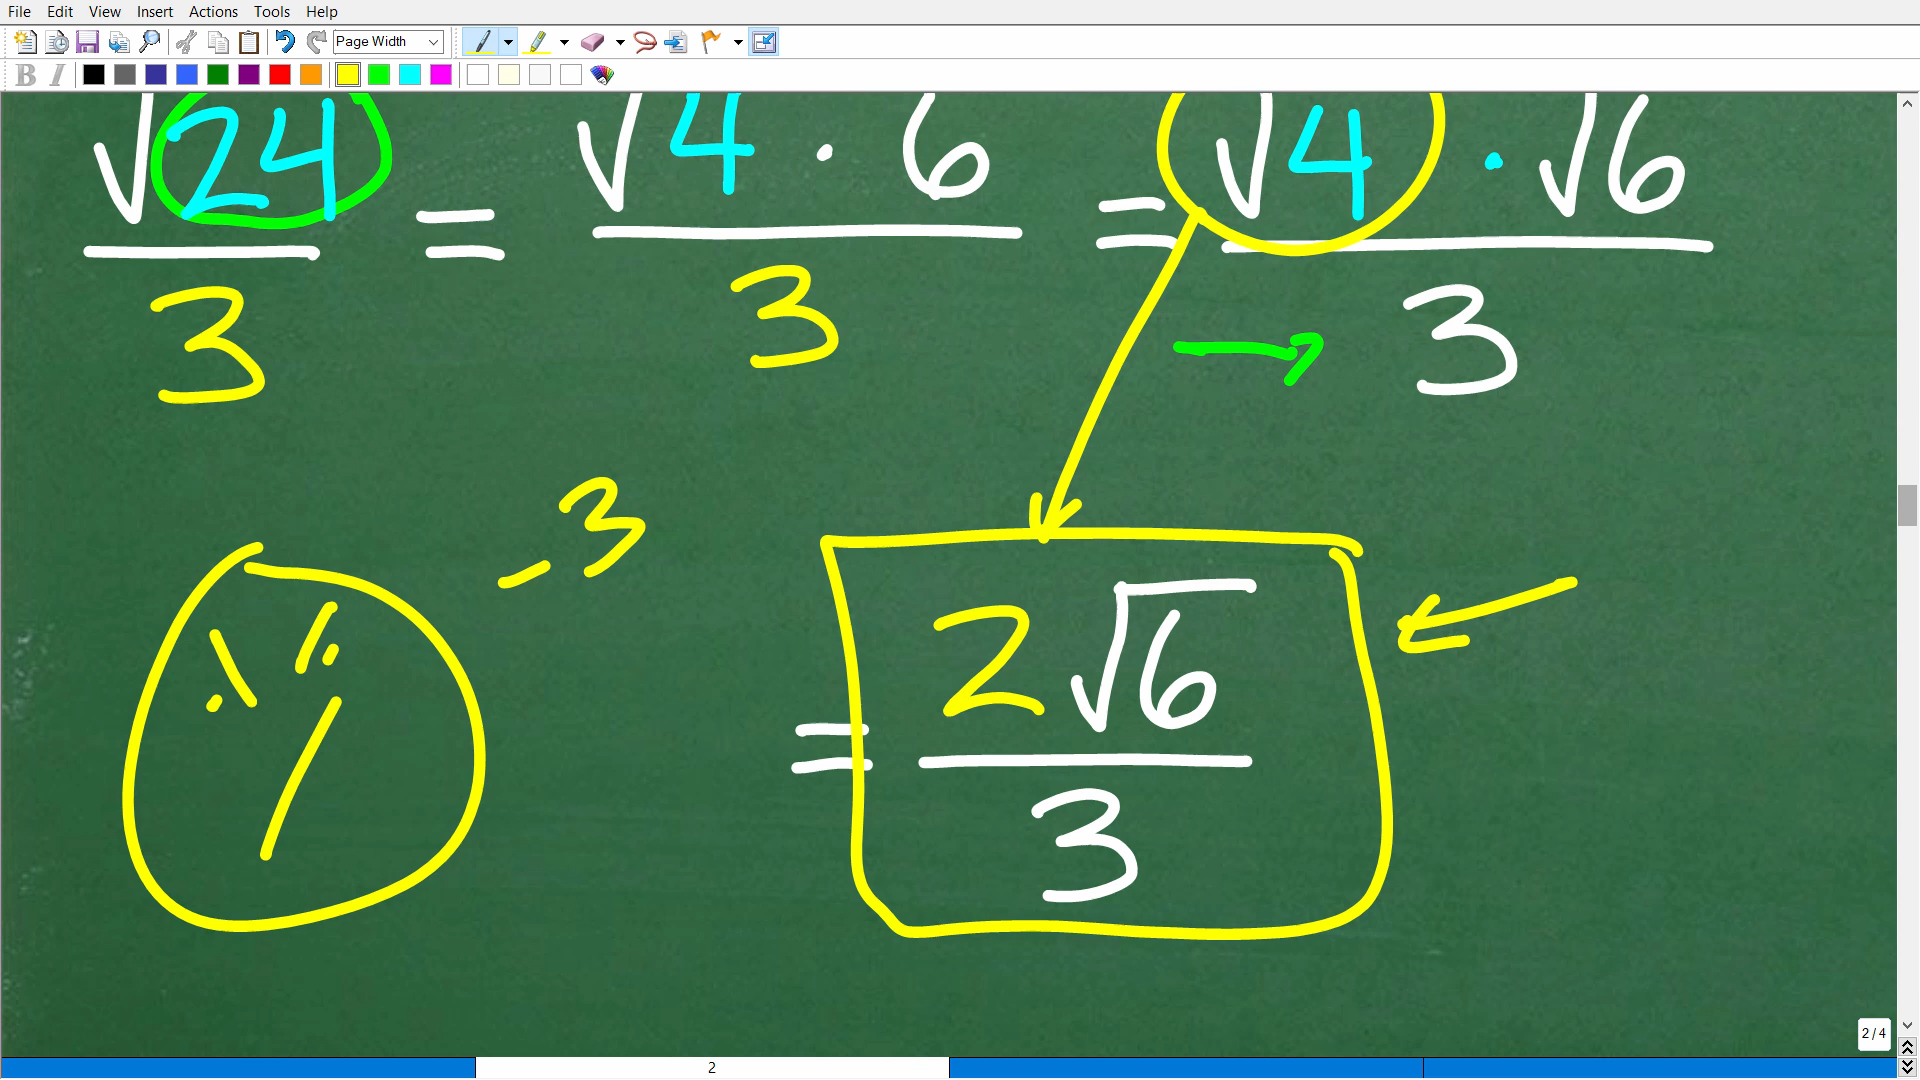 File Edit View Insert Actions Tools Help
Page Width
B I
√24 / 3 = √4 · 6 / 3 = √4 · √6 / 3
-3
= 2√6 / 3
2 / 4
2